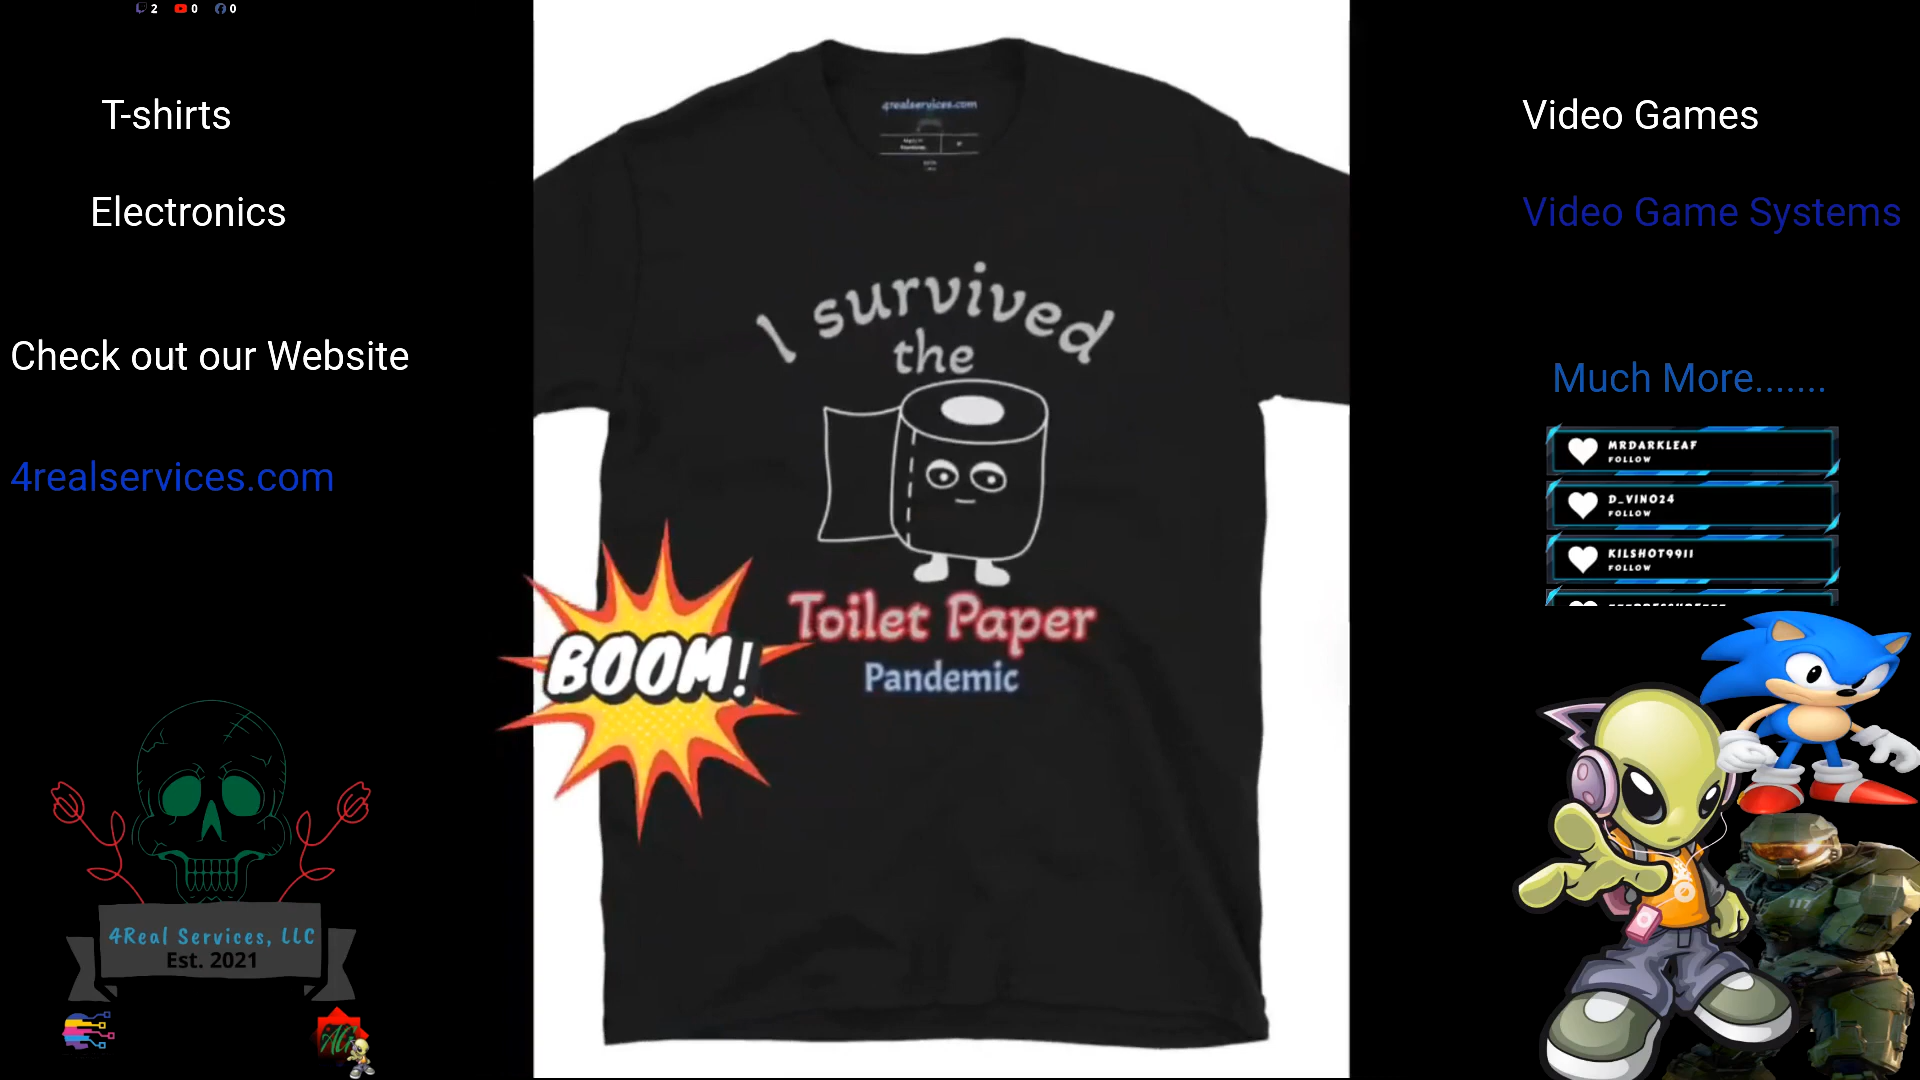 2 0 0
T-shirts
Electronics
Check out our Website
4realservices.com
4Real Services, LLC
Est. 2021
4realservices.com
I survived
the
Toilet Paper
Pandemic
BOOM!
Video Games
Video Game Systems
Much More.......
MRDARKLEAF
FOLLOW
D_VINO24
FOLLOW
KILSHOT9911
FOLLOW
117